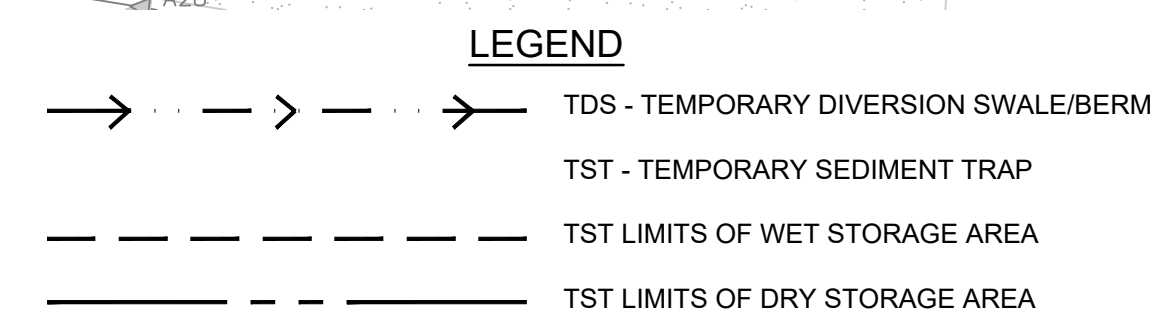 LEGEND
TDS - TEMPORARY DIVERSION SWALE/BERM
TST - TEMPORARY SEDIMENT TRAP
TST LIMITS OF WET STORAGE AREA
TST LIMITS OF DRY STORAGE AREA